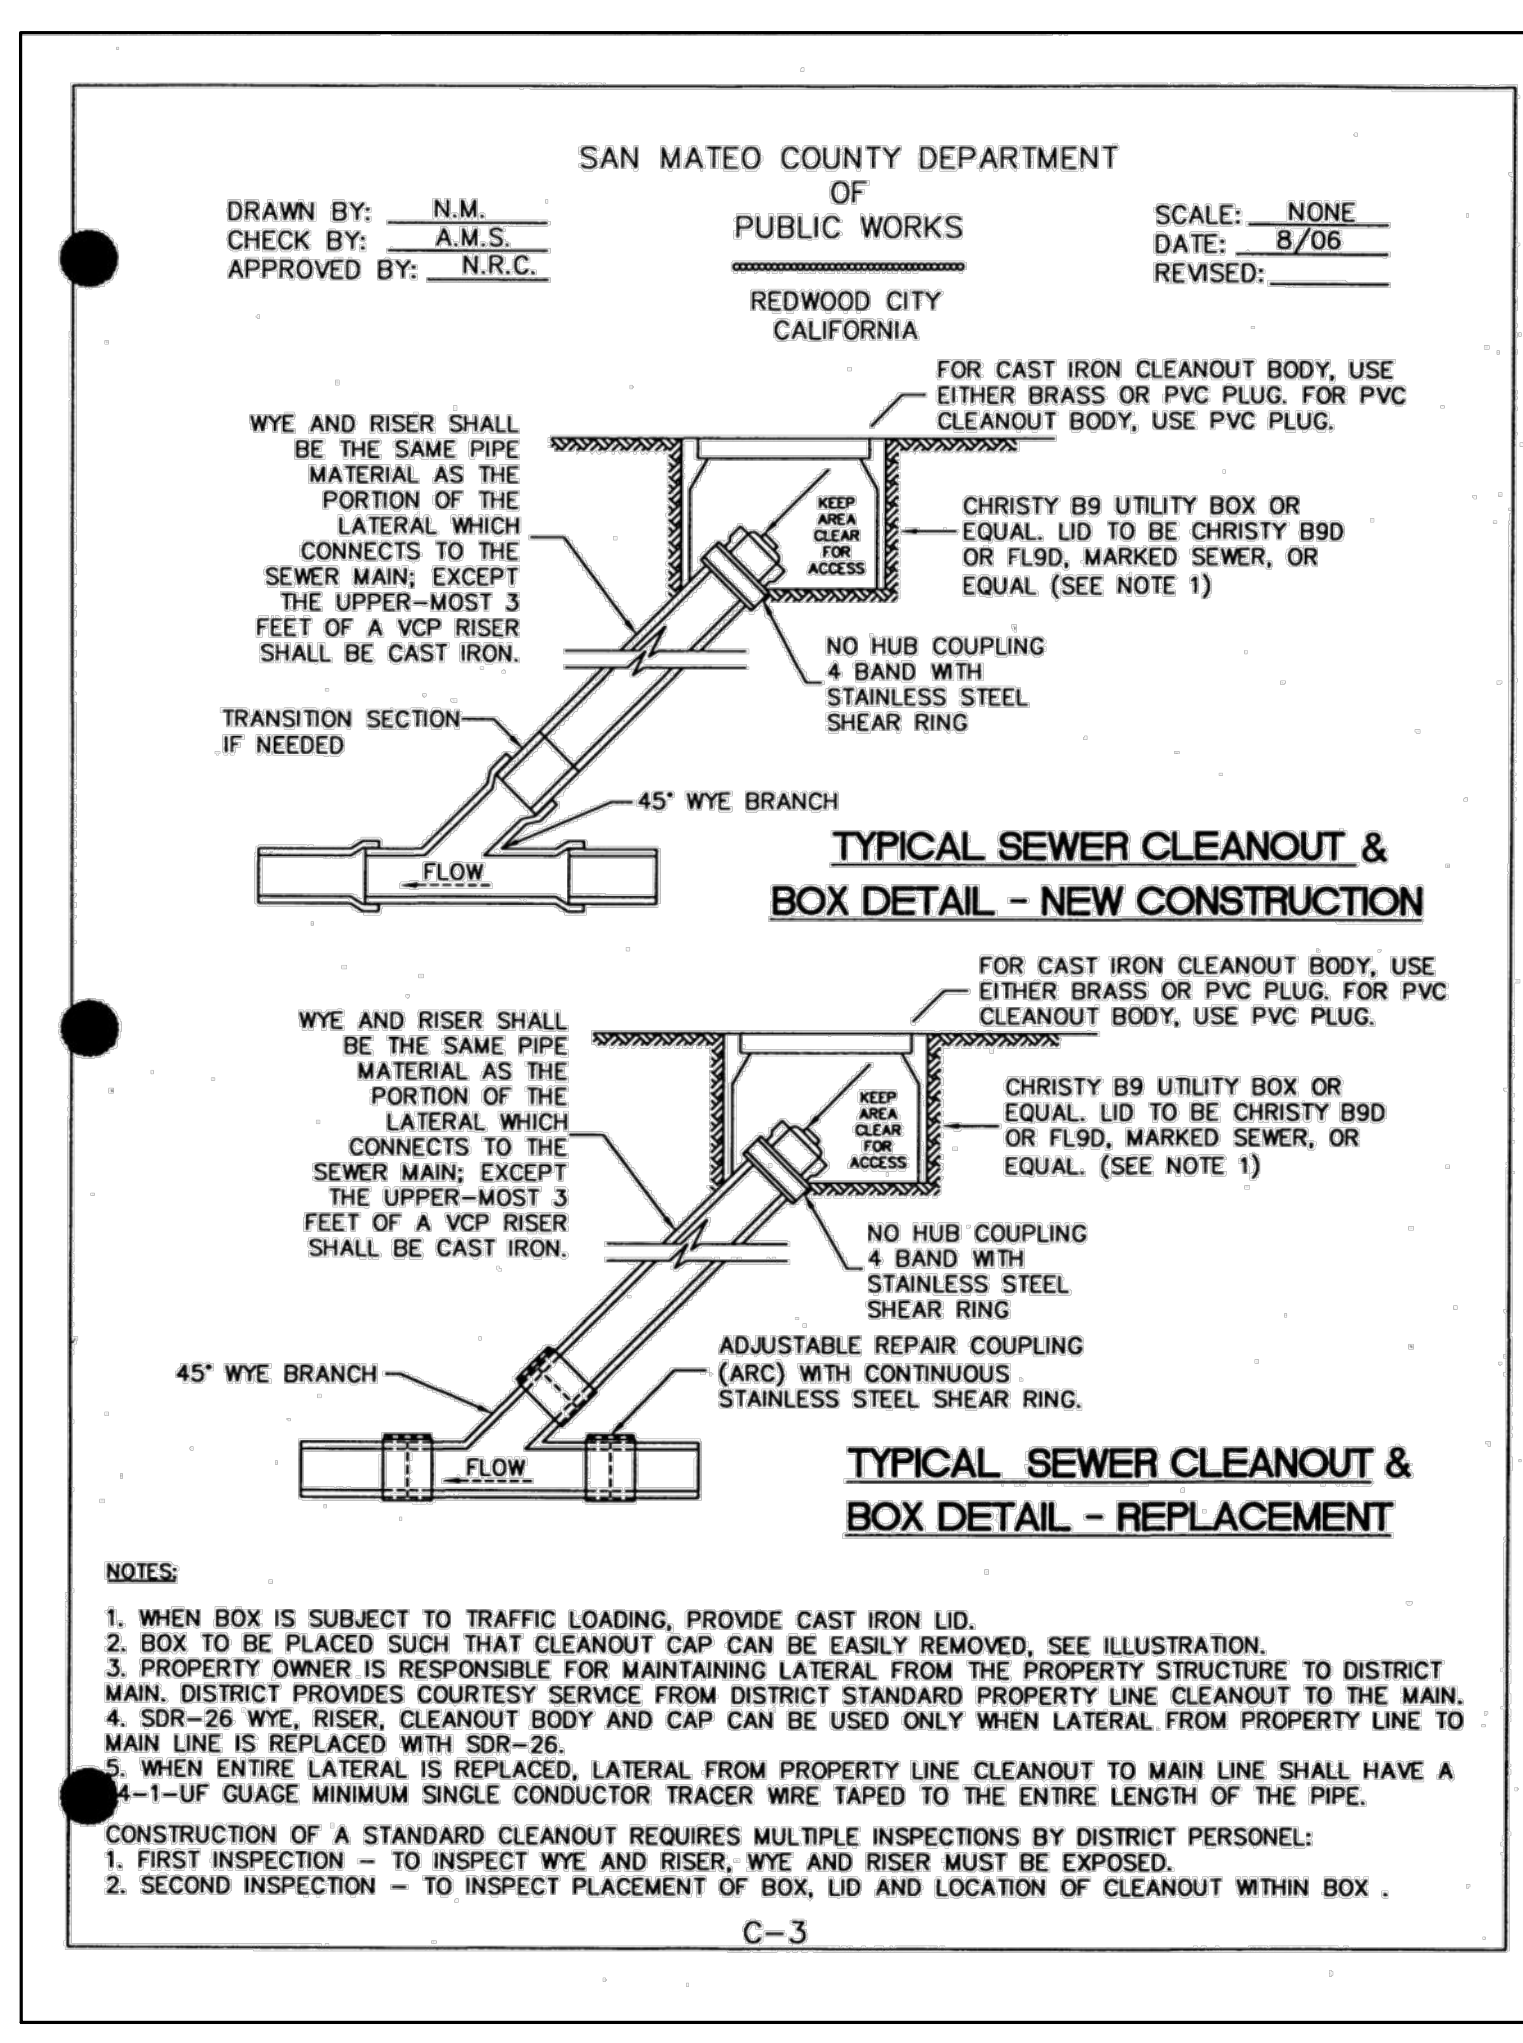 SAN MATEO COUNTY DEPARTMENT
OF
PUBLIC WORKS
REDWOOD CITY
CALIFORNIA
DRAWN BY: N.M.
CHECK BY: A.M.S.
APPROVED BY: N.R.C.
SCALE: NONE
DATE: 8/06
REVISED:
FOR CAST IRON CLEANOUT BODY, USE
EITHER BRASS OR PVC PLUG. FOR PVC
CLEANOUT BODY, USE PVC PLUG.
WYE AND RISER SHALL
BE THE SAME PIPE
MATERIAL AS THE
PORTION OF THE
LATERAL WHICH
CONNECTS TO THE
SEWER MAIN; EXCEPT
THE UPPER-MOST 3
FEET OF A VCP RISER
SHALL BE CAST IRON.
KEEP
AREA
CLEAR
FOR
ACCESS
CHRISTY B9 UTILITY BOX OR
EQUAL. LID TO BE CHRISTY B9D
OR FL9D, MARKED SEWER, OR
EQUAL (SEE NOTE 1)
NO HUB COUPLING
4 BAND WITH
STAINLESS STEEL
SHEAR RING
TRANSITION SECTION
IF NEEDED
45° WYE BRANCH
FLOW
TYPICAL SEWER CLEANOUT &
BOX DETAIL - NEW CONSTRUCTION
FOR CAST IRON CLEANOUT BODY, USE
EITHER BRASS OR PVC PLUG. FOR PVC
CLEANOUT BODY, USE PVC PLUG.
WYE AND RISER SHALL
BE THE SAME PIPE
MATERIAL AS THE
PORTION OF THE
LATERAL WHICH
CONNECTS TO THE
SEWER MAIN; EXCEPT
THE UPPER-MOST 3
FEET OF A VCP RISER
SHALL BE CAST IRON.
KEEP
AREA
CLEAR
FOR
ACCESS
CHRISTY B9 UTILITY BOX OR
EQUAL. LID TO BE CHRISTY B9D
OR FL9D, MARKED SEWER, OR
EQUAL. (SEE NOTE 1)
NO HUB COUPLING
4 BAND WITH
STAINLESS STEEL
SHEAR RING
ADJUSTABLE REPAIR COUPLING
(ARC) WITH CONTINUOUS
STAINLESS STEEL SHEAR RING.
45° WYE BRANCH
FLOW
TYPICAL SEWER CLEANOUT &
BOX DETAIL - REPLACEMENT
NOTES:
1. WHEN BOX IS SUBJECT TO TRAFFIC LOADING, PROVIDE CAST IRON LID.
2. BOX TO BE PLACED SUCH THAT CLEANOUT CAP CAN BE EASILY REMOVED, SEE ILLUSTRATION.
3. PROPERTY OWNER IS RESPONSIBLE FOR MAINTAINING LATERAL FROM THE PROPERTY STRUCTURE TO DISTRICT
MAIN. DISTRICT PROVIDES COURTESY SERVICE FROM DISTRICT STANDARD PROPERTY LINE CLEANOUT TO THE MAIN.
4. SDR-26 WYE, RISER, CLEANOUT BODY AND CAP CAN BE USED ONLY WHEN LATERAL FROM PROPERTY LINE TO
MAIN LINE IS REPLACED WITH SDR-26.
5. WHEN ENTIRE LATERAL IS REPLACED, LATERAL FROM PROPERTY LINE CLEANOUT TO MAIN LINE SHALL HAVE A
4-1-UF GUAGE MINIMUM SINGLE CONDUCTOR TRACER WIRE TAPED TO THE ENTIRE LENGTH OF THE PIPE.
CONSTRUCTION OF A STANDARD CLEANOUT REQUIRES MULTIPLE INSPECTIONS BY DISTRICT PERSONEL:
1. FIRST INSPECTION - TO INSPECT WYE AND RISER, WYE AND RISER MUST BE EXPOSED.
2. SECOND INSPECTION - TO INSPECT PLACEMENT OF BOX, LID AND LOCATION OF CLEANOUT WITHIN BOX .
C-3